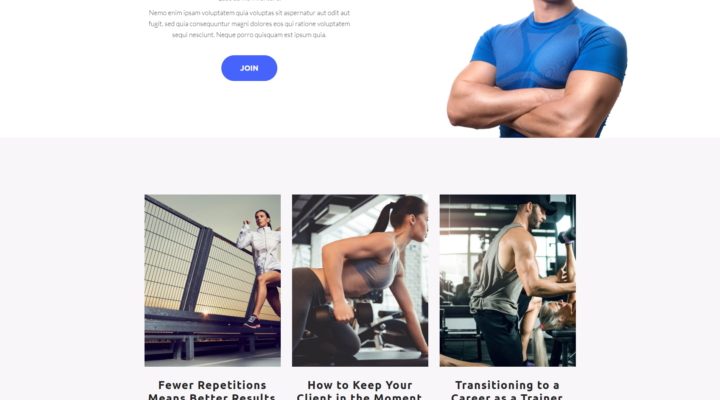 Nemo enim ipsam voluptatem quia voluptas sit aspernatur aut odit aut
fugit, sed quia consequuntur magni dolores eos qui ratione voluptatem
sequi nesciunt. Neque porro quisquam est ipsum quia.
JOIN
Fewer Repetitions
Means Better Results
How to Keep Your
Client in the Moment
Transitioning to a
Career as a Trainer